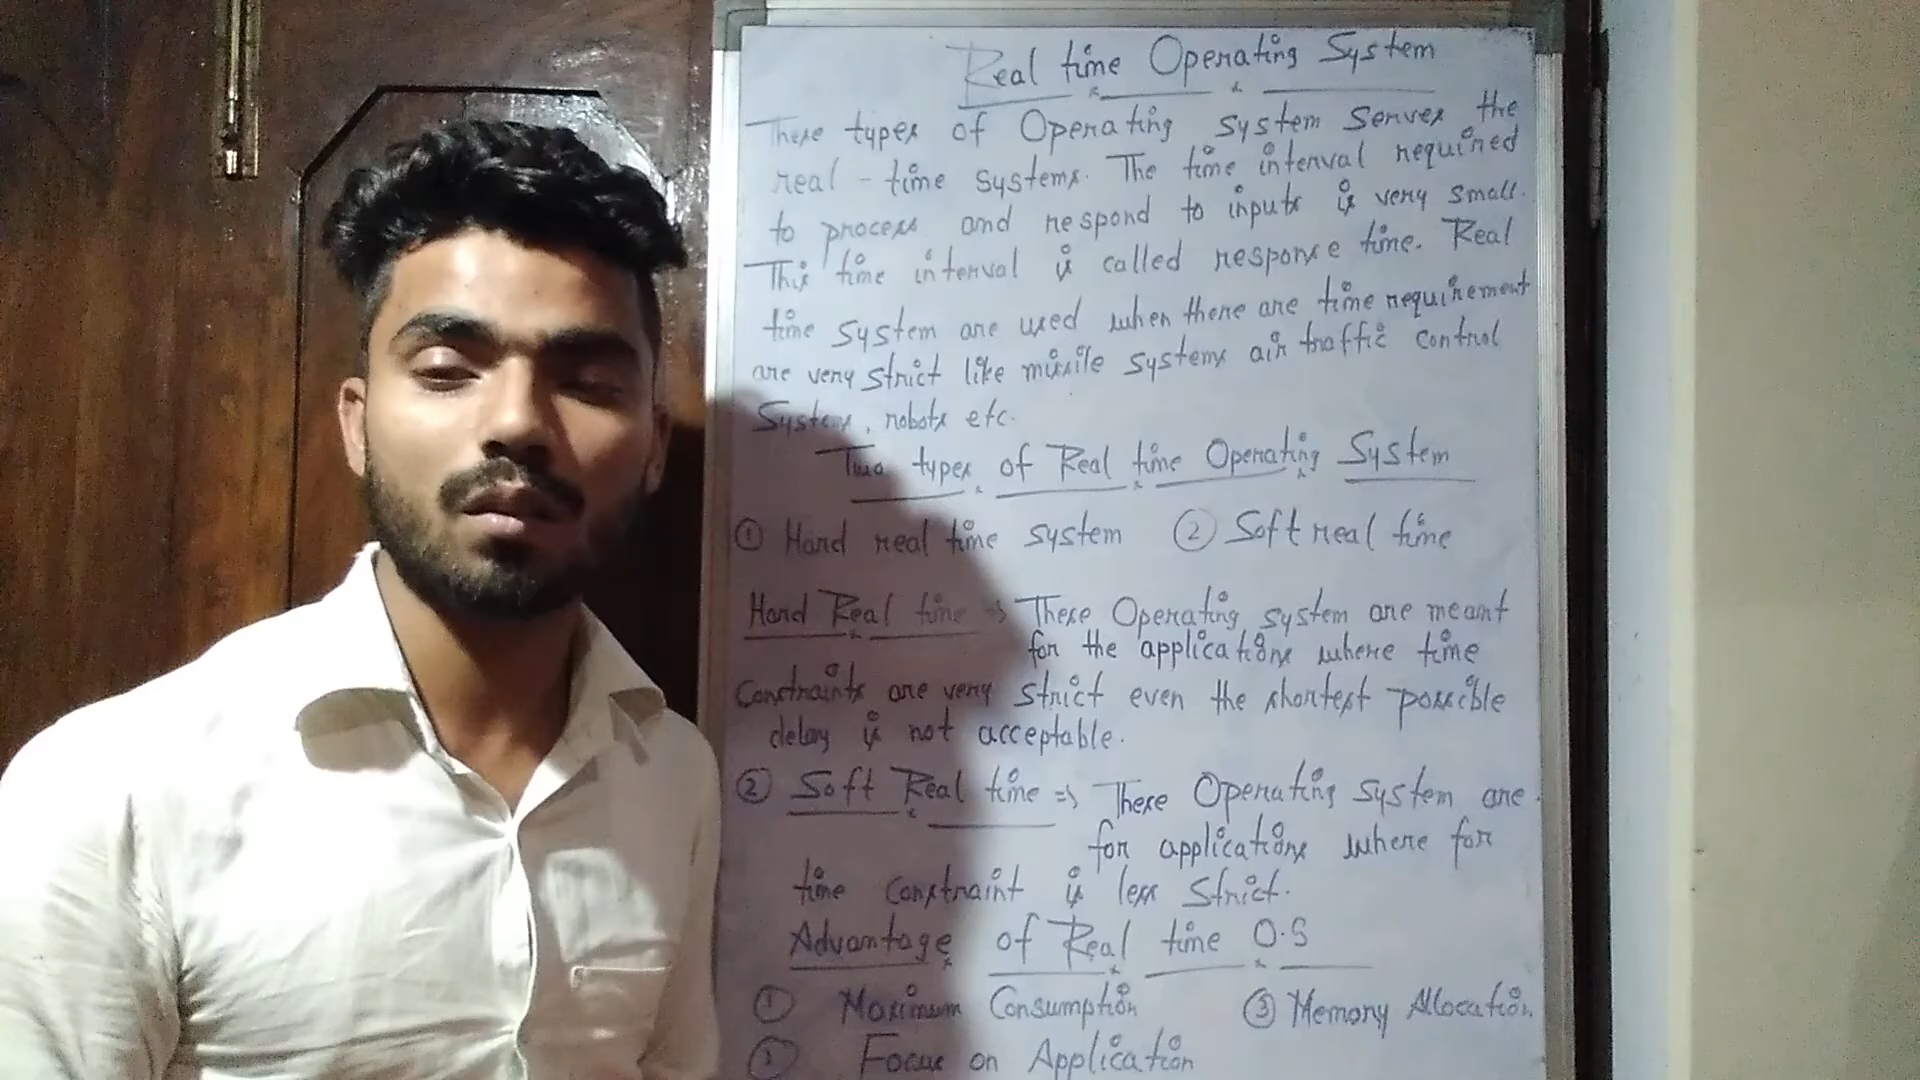 Real time Operating System
These types of Operating system serves the
real - time systems. The time interval required
to process and respond to inputs is very small.
This time interval is called response time. Real
time system are used when there are time requirement
are very strict like missile systems air traffic control
Systems, robots etc.
Two types of Real time Operating System
① Hard real time system ② Soft real time
Hard Real time => These Operating system are meant
for the applications where time
Constraints are very strict even the shortest possible
delay is not acceptable.
② Soft Real time => These Operating system are
for applications where for
time constraint is less strict.
Advantage of Real time O.S
① Maximum Consumption ③ Memory Allocation
② Focus on Application